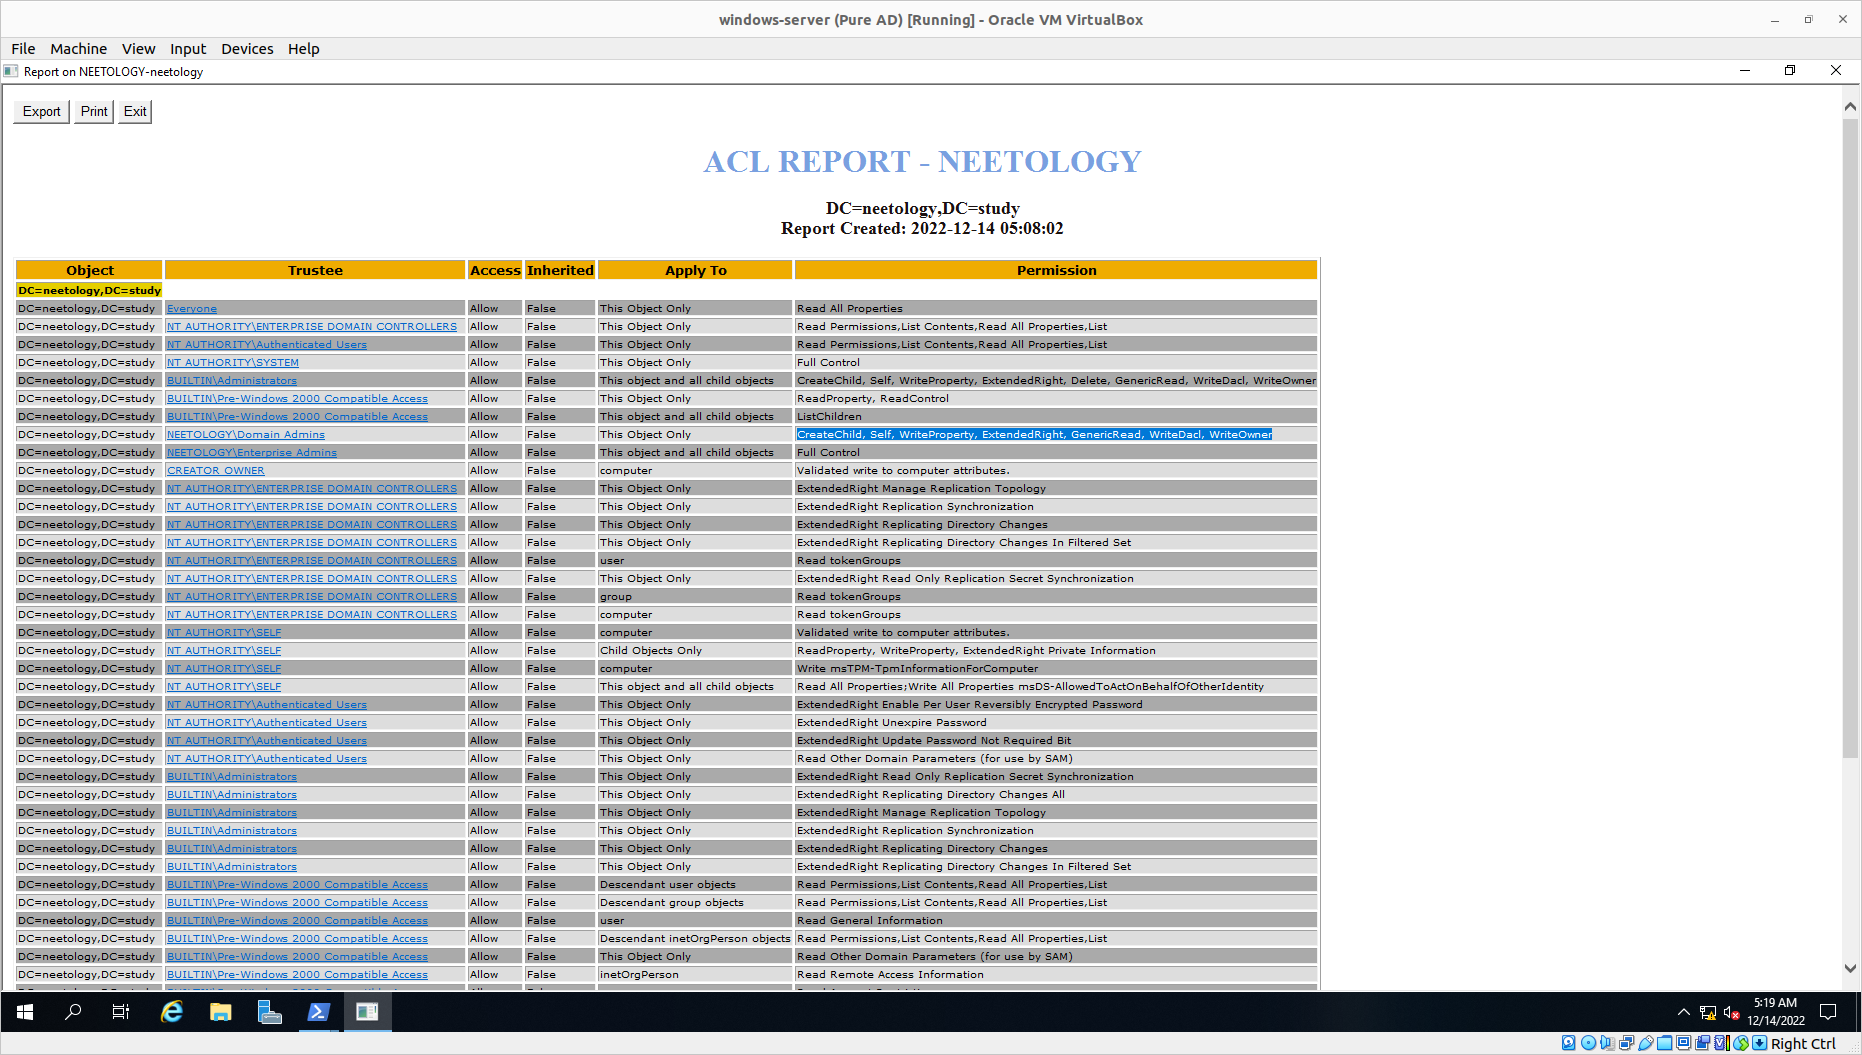 windows-server (Pure AD) [Running] - Oracle VM VirtualBox
File Machine View Input Devices Help
Report on NEETOLOGY-neetology
Export Print Exit
ACL REPORT - NEETOLOGY
DC=neetology,DC=study
Report Created: 2022-12-14 05:08:02
Object Trustee Access Inherited Apply To Permission
DC=neetology,DC=study
DC=neetology,DC=study Everyone Allow False This Object Only Read All Properties
DC=neetology,DC=study NT AUTHORITY\ENTERPRISE DOMAIN CONTROLLERS Allow False This Object Only Read Permissions,List Contents,Read All Properties,List
DC=neetology,DC=study NT AUTHORITY\Authenticated Users Allow False This Object Only Read Permissions,List Contents,Read All Properties,List
DC=neetology,DC=study NT AUTHORITY\SYSTEM Allow False This Object Only Full Control
DC=neetology,DC=study BUILTIN\Administrators Allow False This object and all child objects CreateChild, Self, WriteProperty, ExtendedRight, Delete, GenericRead, WriteDacl, WriteOwner
DC=neetology,DC=study BUILTIN\Pre-Windows 2000 Compatible Access Allow False This Object Only ReadProperty, ReadControl
DC=neetology,DC=study BUILTIN\Pre-Windows 2000 Compatible Access Allow False This object and all child objects ListChildren
DC=neetology,DC=study NEETOLOGY\Domain Admins Allow False This Object Only CreateChild, Self, WriteProperty, ExtendedRight, GenericRead, WriteDacl, WriteOwner
DC=neetology,DC=study NEETOLOGY\Enterprise Admins Allow False This object and all child objects Full Control
DC=neetology,DC=study CREATOR OWNER Allow False computer Validated write to computer attributes.
DC=neetology,DC=study NT AUTHORITY\ENTERPRISE DOMAIN CONTROLLERS Allow False This Object Only ExtendedRight Manage Replication Topology
DC=neetology,DC=study NT AUTHORITY\ENTERPRISE DOMAIN CONTROLLERS Allow False This Object Only ExtendedRight Replication Synchronization
DC=neetology,DC=study NT AUTHORITY\ENTERPRISE DOMAIN CONTROLLERS Allow False This Object Only ExtendedRight Replicating Directory Changes
DC=neetology,DC=study NT AUTHORITY\ENTERPRISE DOMAIN CONTROLLERS Allow False This Object Only ExtendedRight Replicating Directory Changes In Filtered Set
DC=neetology,DC=study NT AUTHORITY\ENTERPRISE DOMAIN CONTROLLERS Allow False user Read tokenGroups
DC=neetology,DC=study NT AUTHORITY\ENTERPRISE DOMAIN CONTROLLERS Allow False This Object Only ExtendedRight Read Only Replication Secret Synchronization
DC=neetology,DC=study NT AUTHORITY\ENTERPRISE DOMAIN CONTROLLERS Allow False group Read tokenGroups
DC=neetology,DC=study NT AUTHORITY\ENTERPRISE DOMAIN CONTROLLERS Allow False computer Read tokenGroups
DC=neetology,DC=study NT AUTHORITY\SELF Allow False computer Validated write to computer attributes.
DC=neetology,DC=study NT AUTHORITY\SELF Allow False Child Objects Only ReadProperty, WriteProperty, ExtendedRight Private Information
DC=neetology,DC=study NT AUTHORITY\SELF Allow False computer Write msTPM-TpmInformationForComputer
DC=neetology,DC=study NT AUTHORITY\SELF Allow False This object and all child objects Read All Properties;Write All Properties msDS-AllowedToActOnBehalfOfOtherIdentity
DC=neetology,DC=study NT AUTHORITY\Authenticated Users Allow False This Object Only ExtendedRight Enable Per User Reversibly Encrypted Password
DC=neetology,DC=study NT AUTHORITY\Authenticated Users Allow False This Object Only ExtendedRight Unexpire Password
DC=neetology,DC=study NT AUTHORITY\Authenticated Users Allow False This Object Only ExtendedRight Update Password Not Required Bit
DC=neetology,DC=study NT AUTHORITY\Authenticated Users Allow False This Object Only Read Other Domain Parameters (for use by SAM)
DC=neetology,DC=study BUILTIN\Administrators Allow False This Object Only ExtendedRight Read Only Replication Secret Synchronization
DC=neetology,DC=study BUILTIN\Administrators Allow False This Object Only ExtendedRight Replicating Directory Changes All
DC=neetology,DC=study BUILTIN\Administrators Allow False This Object Only ExtendedRight Manage Replication Topology
DC=neetology,DC=study BUILTIN\Administrators Allow False This Object Only ExtendedRight Replication Synchronization
DC=neetology,DC=study BUILTIN\Administrators Allow False This Object Only ExtendedRight Replicating Directory Changes
DC=neetology,DC=study BUILTIN\Administrators Allow False This Object Only ExtendedRight Replicating Directory Changes In Filtered Set
DC=neetology,DC=study BUILTIN\Pre-Windows 2000 Compatible Access Allow False Descendant user objects Read Permissions,List Contents,Read All Properties,List
DC=neetology,DC=study BUILTIN\Pre-Windows 2000 Compatible Access Allow False Descendant group objects Read Permissions,List Contents,Read All Properties,List
DC=neetology,DC=study BUILTIN\Pre-Windows 2000 Compatible Access Allow False user Read General Information
DC=neetology,DC=study BUILTIN\Pre-Windows 2000 Compatible Access Allow False Descendant inetOrgPerson objects Read Permissions,List Contents,Read All Properties,List
DC=neetology,DC=study BUILTIN\Pre-Windows 2000 Compatible Access Allow False This Object Only Read Other Domain Parameters (for use by SAM)
DC=neetology,DC=study BUILTIN\Pre-Windows 2000 Compatible Access Allow False inetOrgPerson Read Remote Access Information
5:19 AM
12/14/2022
Right Ctrl